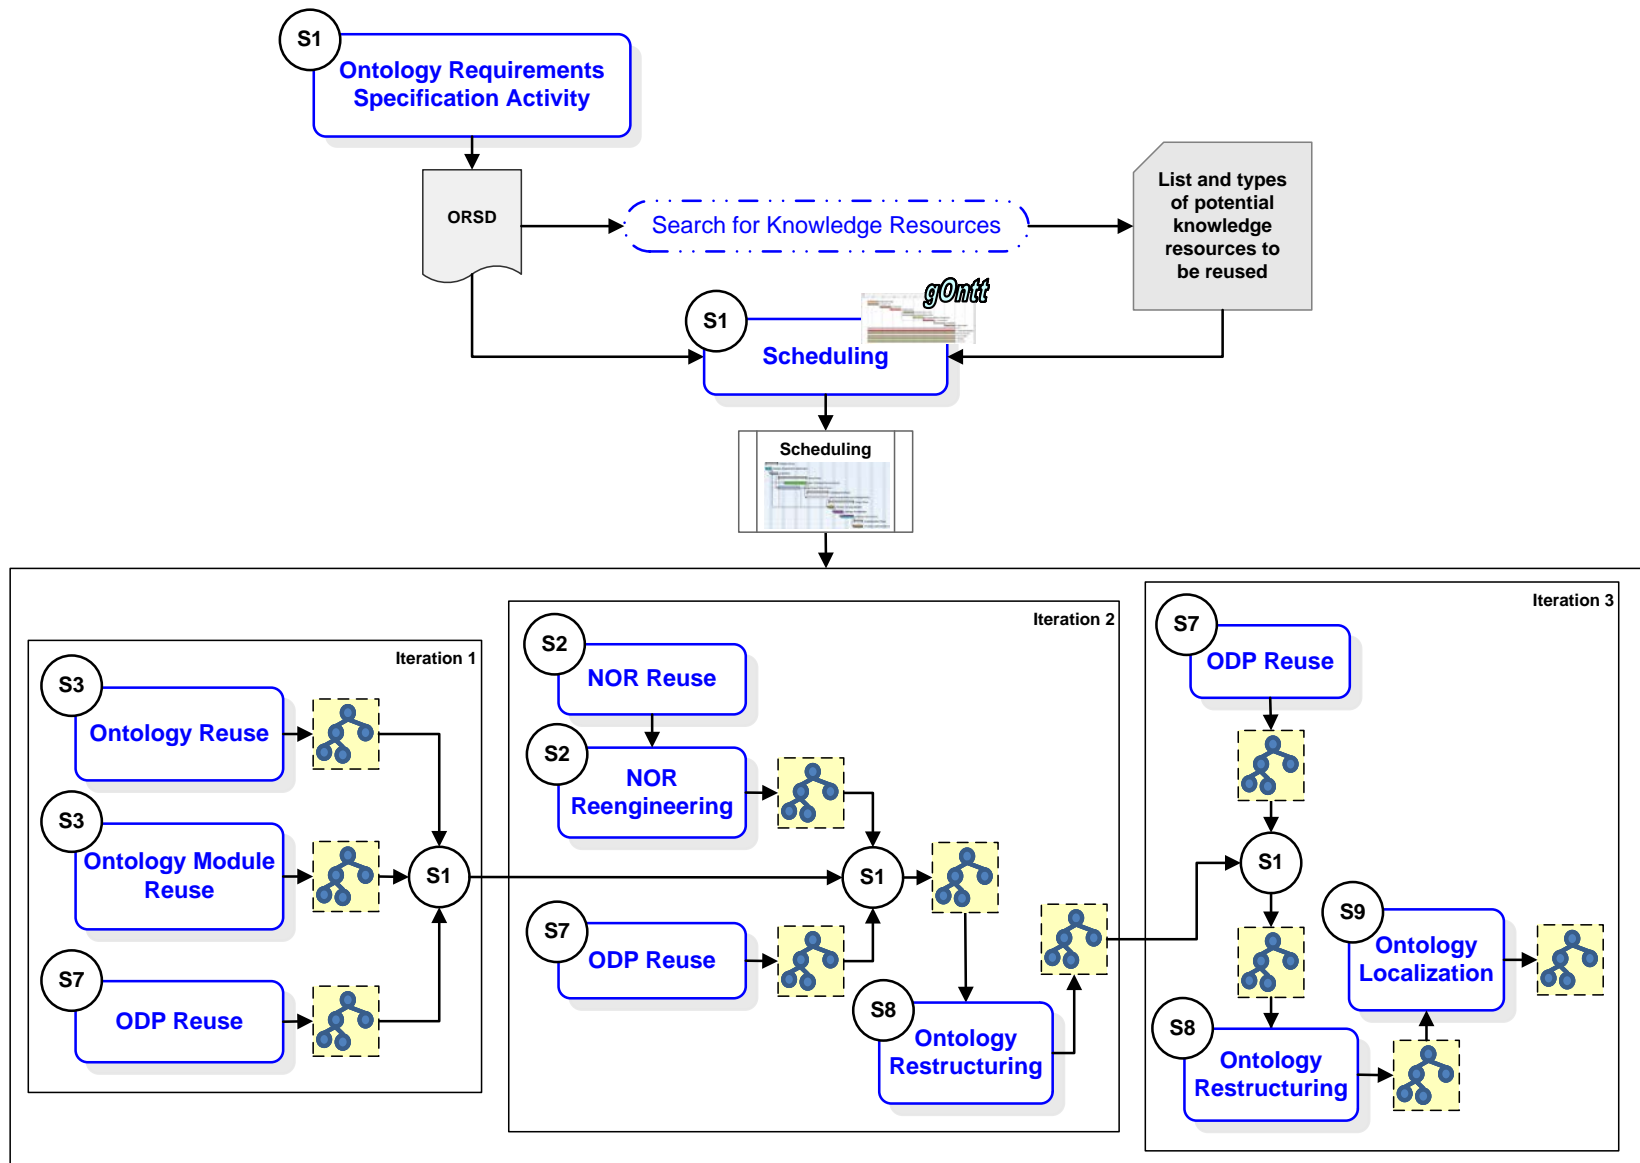 S1
Ontology Requirements
Specification Activity
ORSD
Search for Knowledge Resources
List and types
of potential
knowledge
resources to
be reused
gOntt
S1
Scheduling
Scheduling
Iteration 1
S3
Ontology Reuse
S3
Ontology Module
Reuse
S1
S7
ODP Reuse
Iteration 2
S2
NOR Reuse
S2
NOR
Reengineering
S1
S7
ODP Reuse
S8
Ontology
Restructuring
Iteration 3
S7
ODP Reuse
S1
S9
Ontology
Localization
S8
Ontology
Restructuring